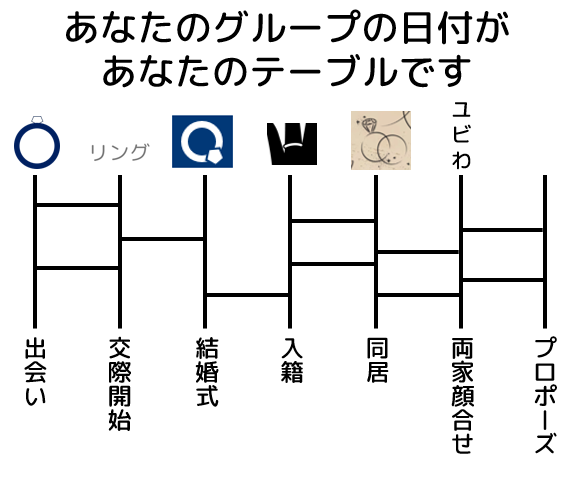 あなたのグループの日付が
あなたのテーブルです
リング
ユビわ
出会い
交際開始
結婚式
入籍
同居
両家顔合せ
プロポーズ